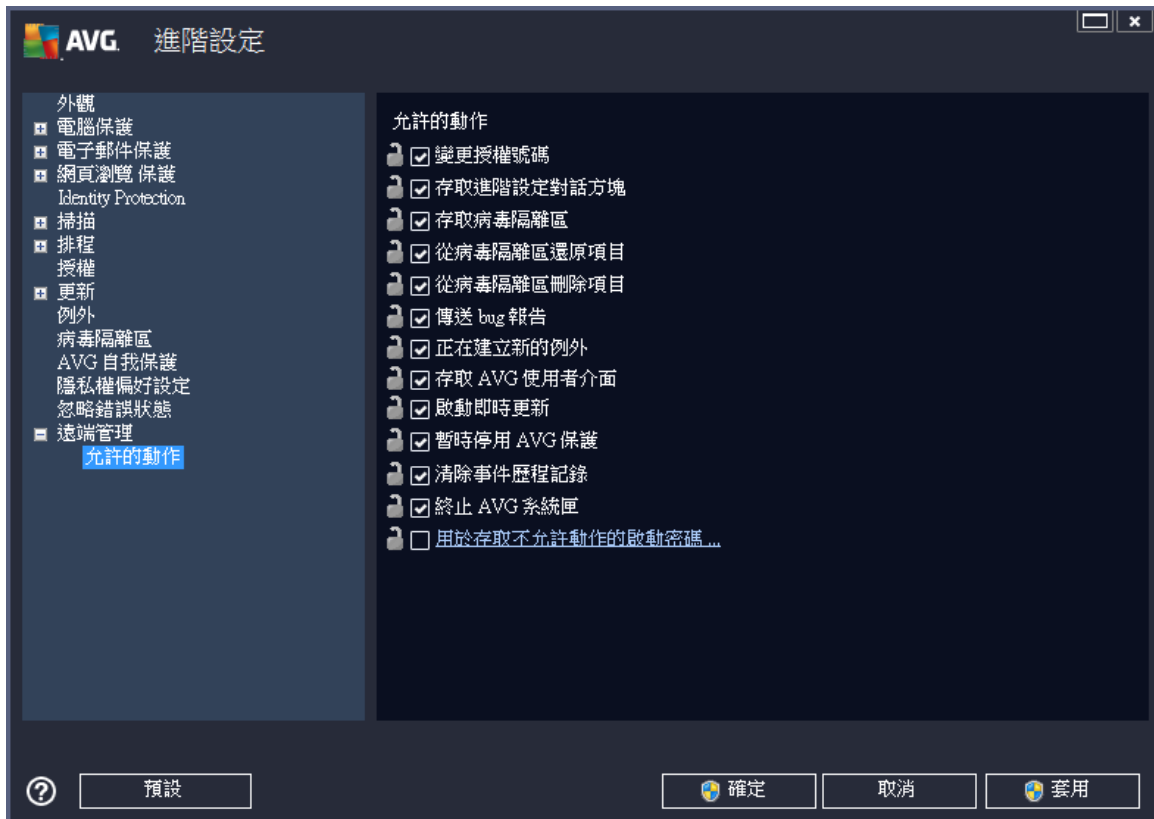 AVG. 進階設定
外觀
電腦保護
電子郵件保護
網頁瀏覽 保護
Identity Protection
掃描
排程
授權
更新
例外
病毒隔離區
AVG 自我保護
隱私權偏好設定
忽略錯誤狀態
遠端管理
允許的動作
允許的動作
變更授權號碼
存取進階設定對話方塊
存取病毒隔離區
從病毒隔離區還原項目
從病毒隔離區刪除項目
傳送 bug 報告
正在建立新的例外
存取 AVG 使用者介面
啟動即時更新
暫時停用 AVG 保護
清除事件歷程記錄
終止 AVG 系統匣
用於存取不允許動作的啟動密碼 ...
預設
確定
取消
套用